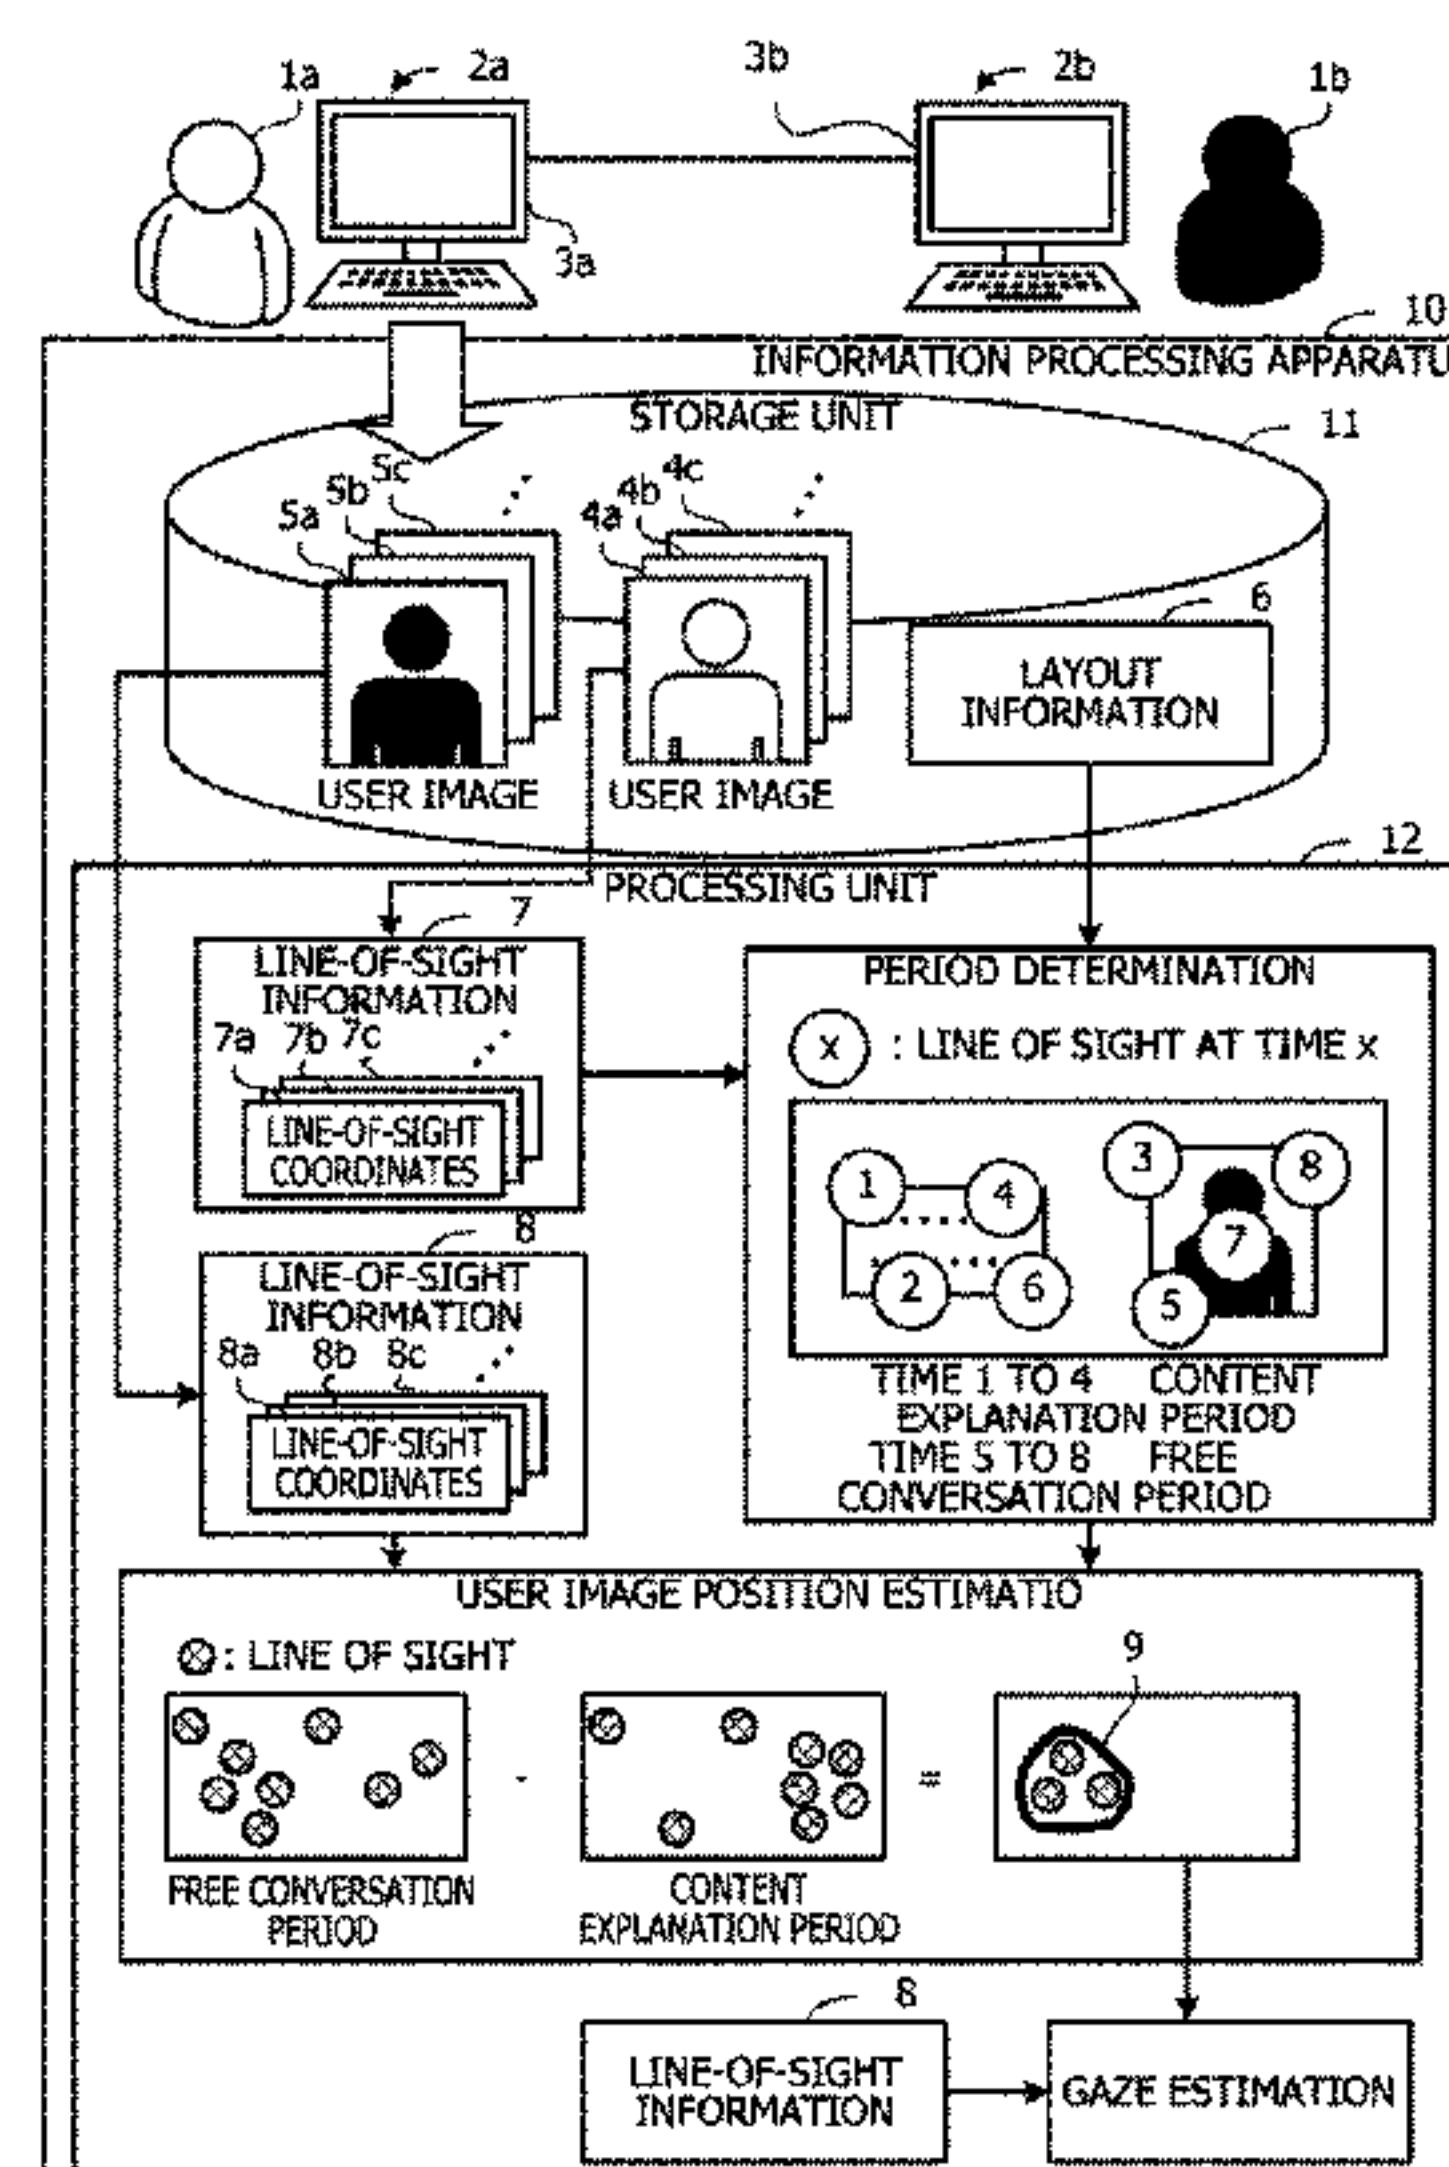 1a
2a
3b
2b
1b
3a
10
INFORMATION PROCESSING APPARATU
STORAGE UNIT
11
5c
4c
5b
4b
5a
4a
6
LAYOUT
INFORMATION
USER IMAGE
USER IMAGE
12
PROCESSING UNIT
7
LINE-OF-SIGHT
INFORMATION
7a 7b 7c
LINE-OF-SIGHT
COORDINATES
PERIOD DETERMINATION
x : LINE OF SIGHT AT TIME x
1
4
3
8
7
2
6
5
TIME 1 TO 4 CONTENT
EXPLANATION PERIOD
TIME 5 TO 8 FREE
CONVERSATION PERIOD
8
LINE-OF-SIGHT
INFORMATION
8a 8b 8c
LINE-OF-SIGHT
COORDINATES
USER IMAGE POSITION ESTIMATIO
: LINE OF SIGHT
9
- =
FREE CONVERSATION
PERIOD
CONTENT
EXPLANATION PERIOD
8
LINE-OF-SIGHT
INFORMATION
GAZE ESTIMATION